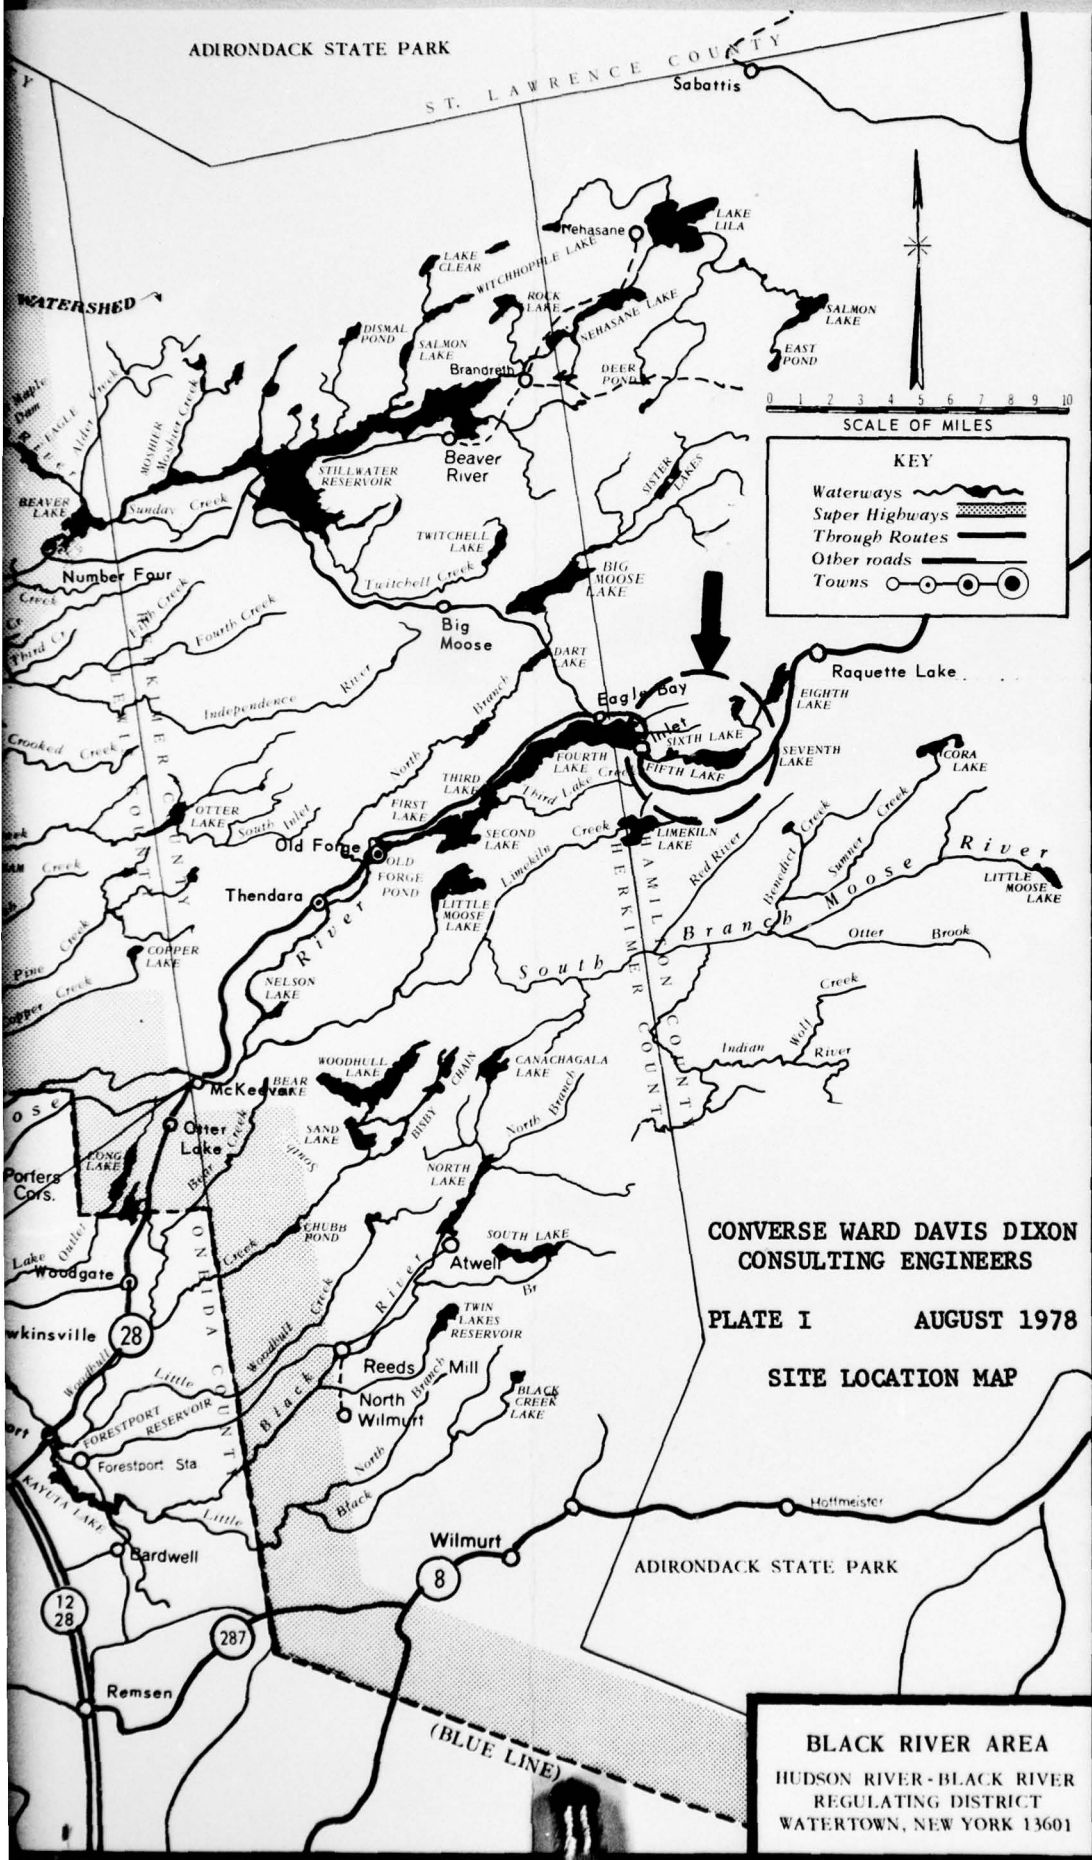 ADIRONDACK STATE PARK
ST. LAWRENCE COUNTY
Sabattis
Nehasane
LAKE
LILA
LAKE
CLEAR
WITCHHOPPLE LAKE
WATERSHED
ROCK
LAKE
NEHASANE LAKE
SALMON
LAKE
DISMAL
POND
SALMON
LAKE
EAST
POND
Brandreth
DEER
POND
Maple
Dam
EAGLE
Alder Creek
MOSHIER
Moshier Creek
0 1 2 3 4 5 6 7 8 9 10
SCALE OF MILES
KEY
Waterways
Super Highways
Through Routes
Other roads
Towns
Beaver
River
STILLWATER
RESERVOIR
SISTER
LAKES
BEAVER
LAKE
Sunday Creek
TWITCHELL
LAKE
Twitchell Creek
Number Four
Creek
BIG
MOOSE
LAKE
Big
Moose
Third Cr
Fifth Creek
Fourth Creek
DART
LAKE
Raquette Lake
Independence River
Eagle Bay
EIGHTH
LAKE
Inlet
SIXTH LAKE
North Branch
Crooked Creek
FOURTH
LAKE
FIFTH LAKE
SEVENTH
LAKE
CORA
LAKE
THIRD
LAKE
Third Lake Creek
FIRST
LAKE
OTTER
LAKE
South Inlet
SECOND
LAKE
LIMEKILN
LAKE
Limekiln Creek
Old Forge
OLD
FORGE
POND
Red River
Benedict Creek
Sumner Creek
South Branch Moose River
LITTLE
MOOSE
LAKE
Creek
Thendara
LITTLE
MOOSE
LAKE
River
HERKIMER COUNTY
HAMILTON COUNTY
Otter Brook
COPPER
LAKE
Pine Creek
Copper Creek
NELSON
LAKE
Wolf Creek
Indian River
WOODHULL
LAKE
CHAIN
CANACHAGALA
LAKE
McKeever
BEAR
LAKE
BISBY
North Branch
Otter
Lake
Bear Creek
SAND
LAKE
South
LONG
LAKE
Porters
Cors.
NORTH
LAKE
CHUBB
POND
SOUTH LAKE
Atwell
Br
Lake Outlet
Woodgate
ONEIDA COUNTY
Creek
River
TWIN
LAKES
RESERVOIR
wkinsville
28
Woodhull
Little Woodhull Creek
Reeds Mill
Black
North
Wilmurt
BLACK
CREEK
LAKE
FORESTPORT
RESERVOIR
Forestport Sta
North Branch
KAYUTA LAKE
Little Black
Bardwell
Wilmurt
Hoffmeister
8
12
28
287
Remsen
ADIRONDACK STATE PARK
(BLUE LINE)
CONVERSE WARD DAVIS DIXON
CONSULTING ENGINEERS
PLATE I AUGUST 1978
SITE LOCATION MAP
BLACK RIVER AREA
HUDSON RIVER-BLACK RIVER
REGULATING DISTRICT
WATERTOWN, NEW YORK 13601